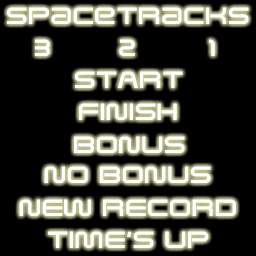 SPACETRACKS
3 2 1
START
FINISH
BONUS
NO BONUS
NEW RECORD
TIME'S UP